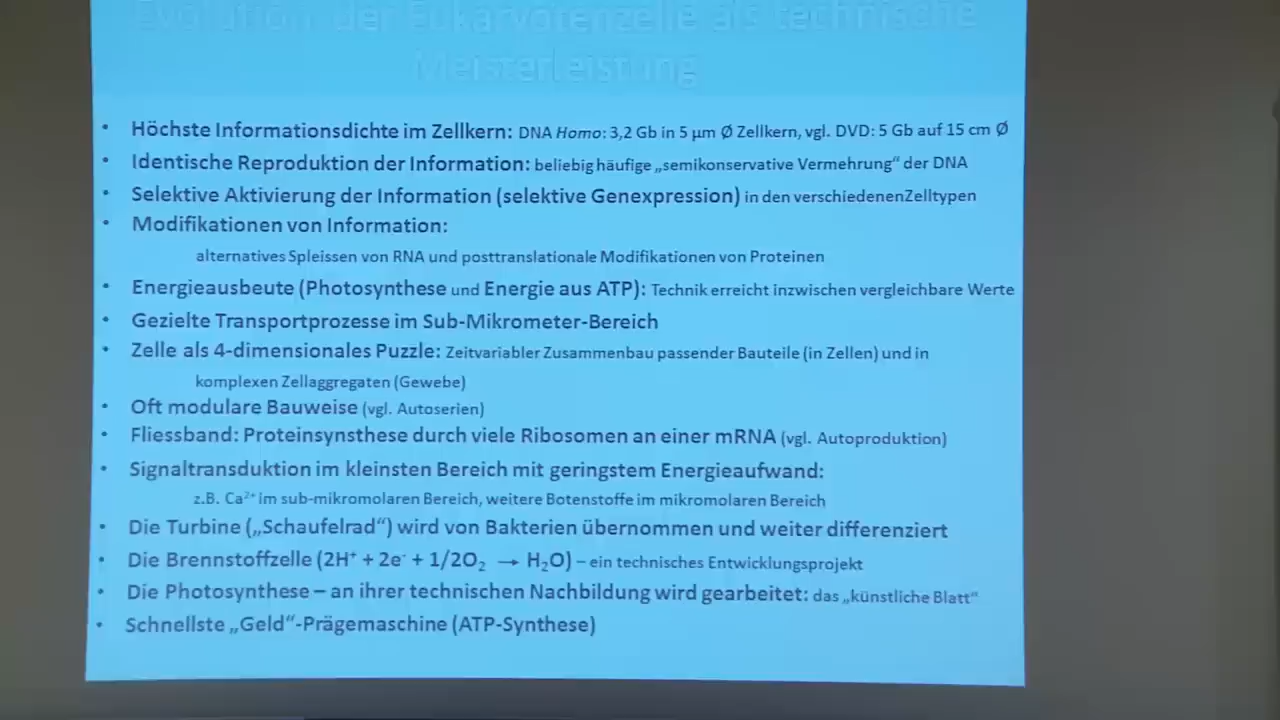 Evolution der Eukaryotenzelle als technische
Meisterleistung
• Höchste Informationsdichte im Zellkern: DNA Homo: 3,2 Gb in 5 µm Ø Zellkern, vgl. DVD: 5 Gb auf 15 cm Ø
• Identische Reproduktion der Information: beliebig häufige „semikonservative Vermehrung“ der DNA
• Selektive Aktivierung der Information (selektive Genexpression) in den verschiedenenZelltypen
• Modifikationen von Information:
alternatives Spleissen von RNA und posttranslationale Modifikationen von Proteinen
• Energieausbeute (Photosynthese und Energie aus ATP): Technik erreicht inzwischen vergleichbare Werte
• Gezielte Transportprozesse im Sub-Mikrometer-Bereich
• Zelle als 4-dimensionales Puzzle: Zeitvariabler Zusammenbau passender Bauteile (in Zellen) und in
komplexen Zellaggregaten (Gewebe)
• Oft modulare Bauweise (vgl. Autoserien)
• Fliessband: Proteinsynsthese durch viele Ribosomen an einer mRNA (vgl. Autoproduktion)
• Signaltransduktion im kleinsten Bereich mit geringstem Energieaufwand:
z.B. Ca²⁺ im sub-mikromolaren Bereich, weitere Botenstoffe im mikromolaren Bereich
• Die Turbine („Schaufelrad“) wird von Bakterien übernommen und weiter differenziert
• Die Brennstoffzelle (2H⁺ + 2e⁻ + 1/2O₂ → H₂O) – ein technisches Entwicklungsprojekt
• Die Photosynthese – an ihrer technischen Nachbildung wird gearbeitet: das „künstliche Blatt“
• Schnellste „Geld“-Prägemaschine (ATP-Synthese)